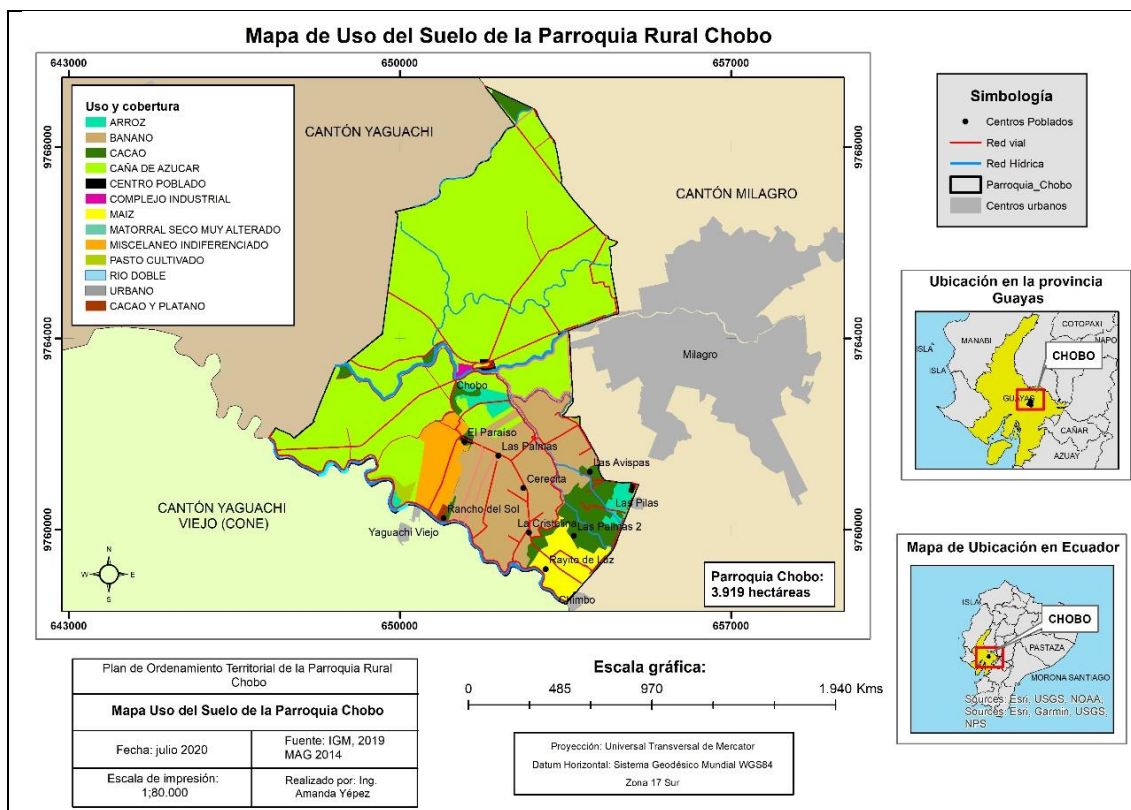 Mapa de Uso del Suelo de la Parroquia Rural Chobo
643000
650000
657000
9768000
9764000
9760000
9768000
9764000
9760000
Uso y cobertura
ARROZ
BANANO
CACAO
CAÑA DE AZUCAR
CENTRO POBLADO
COMPLEJO INDUSTRIAL
MAIZ
MATORRAL SECO MUY ALTERADO
MISCELANEO INDIFERENCIADO
PASTO CULTIVADO
RIO DOBLE
URBANO
CACAO Y PLATANO
CANTÓN YAGUACHI
CANTÓN MILAGRO
Milagro
Chobo
El Paraiso
Las Palmas
Las Avispas
Cerecita
Las Pilas
Rancho del Sol
La Cristalina
Las Palmas 2
CANTÓN YAGUACHI
VIEJO (CONE)
Yaguachi Viejo
Rayito de Luz
Chimbo
N
W
E
S
Parroquia Chobo:
3.919 hectáreas
643000
650000
657000
Simbología
Centros Poblados
Red vial
Red Hídrica
Parroquia_Chobo
Centros urbanos
Ubicación en la provincia
Guayas
ISLA
MANABI
COTOPAXI
NAPO
CHOBO
ISLA
GUAYAS
CAÑAR
AZUAY
Mapa de Ubicación en Ecuador
ISLA
CHOBO
PASTAZA
MORONA SANTIAGO
Sources: Esri, USGS, NOAA;
Sources: Esri, Garmin, USGS,
NPS
Plan de Ordenamiento Territorial de la Parroquia Rural
Chobo
Mapa Uso del Suelo de la Parroquia Chobo
Fecha: julio 2020
Fuente: IGM, 2019
MAG 2014
Escala de impresión:
1;80.000
Realizado por: Ing.
Amanda Yépez
Escala gráfica:
0 485 970 1.940 Kms
Proyección: Universal Transversal de Mercator
Datum Horizontal: Sistema Geodésico Mundial WGS84
Zona 17 Sur